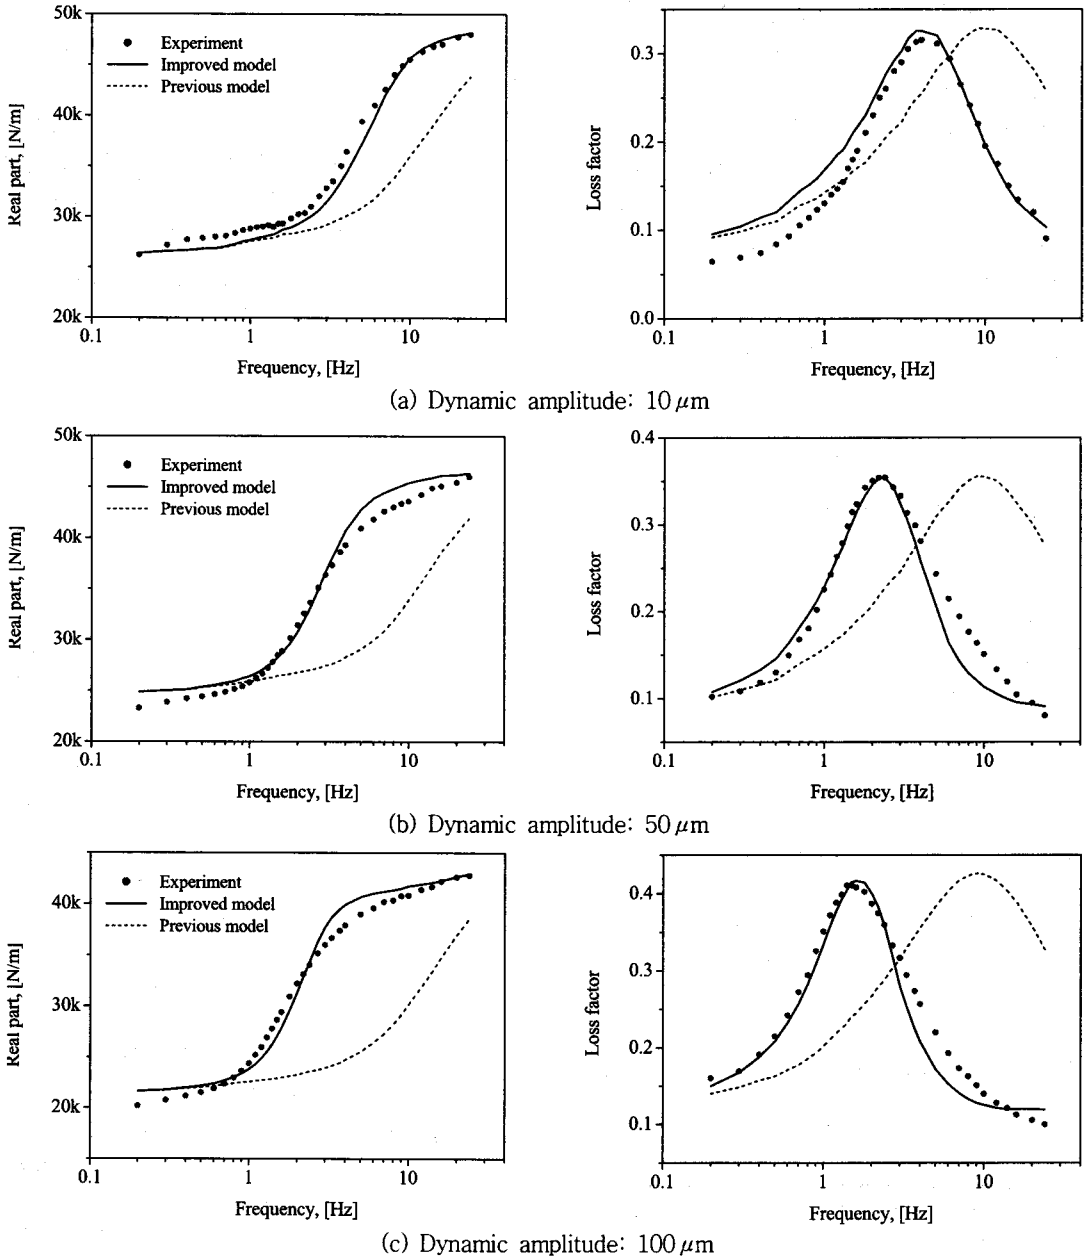 50k
40k
30k
20k
Real part, [N/m]
Experiment
Improved model
Previous model
0.1
1
10
Frequency, [Hz]
0.3
0.2
0.1
0.0
Loss factor
0.1
1
10
Frequency, [Hz]
(a) Dynamic amplitude: 10 μm
50k
40k
30k
20k
Real part, [N/m]
Experiment
Improved model
Previous model
0.1
1
10
Frequency, [Hz]
0.4
0.3
0.2
0.1
Loss factor
0.1
1
10
Frequency, [Hz]
(b) Dynamic amplitude: 50 μm
40k
30k
20k
Real part, [N/m]
Experiment
Improved model
Previous model
0.1
1
10
Frequency, [Hz]
0.4
0.3
0.2
0.1
Loss factor
0.1
1
10
Frequency, [Hz]
(c) Dynamic amplitude: 100 μm